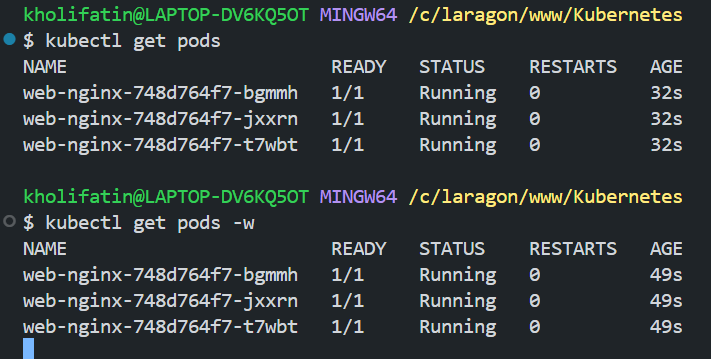 kholifatin@LAPTOP-DV6KQ5OT MINGW64 /c/laragon/www/Kubernetes
$ kubectl get pods
NAME READY STATUS RESTARTS AGE
web-nginx-748d764f7-bgmmh 1/1 Running 0 32s
web-nginx-748d764f7-jxxrn 1/1 Running 0 32s
web-nginx-748d764f7-t7wbt 1/1 Running 0 32s
kholifatin@LAPTOP-DV6KQ5OT MINGW64 /c/laragon/www/Kubernetes
$ kubectl get pods -w
NAME READY STATUS RESTARTS AGE
web-nginx-748d764f7-bgmmh 1/1 Running 0 49s
web-nginx-748d764f7-jxxrn 1/1 Running 0 49s
web-nginx-748d764f7-t7wbt 1/1 Running 0 49s